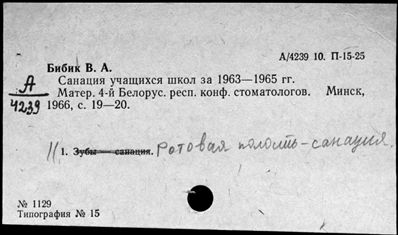 А/4239 10. П-15-25
Бибик В. А.
А
4239
Санация учащихся школ за 1963—1965 гг.
Матер. 4-й Белорус. респ. конф. стоматологов. Минск,
1966, с. 19—20.
1. Зубы — санация. Ротовая полость-санация.
№ 1129
Типография № 15